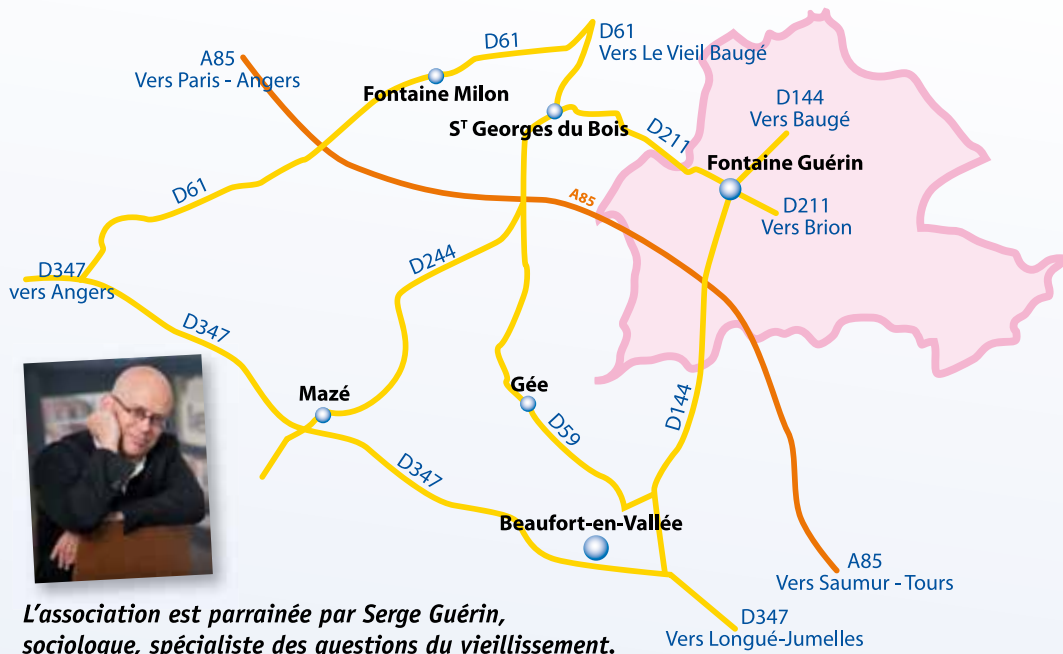 D61
Vers Le Vieil Baugé
D61
A85
Vers Paris - Angers
Fontaine Milon
D144
Vers Baugé
Sᵀ Georges du Bois
D211
Fontaine Guérin
D61
A85
D211
Vers Brion
D244
D347
vers Angers
D347
Mazé
Gée
D144
D59
D347
Beaufort-en-Vallée
A85
Vers Saumur - Tours
D347
Vers Longué-Jumelles
L'association est parrainée par Serge Guérin,
sociologue, spécialiste des questions du vieillissement.